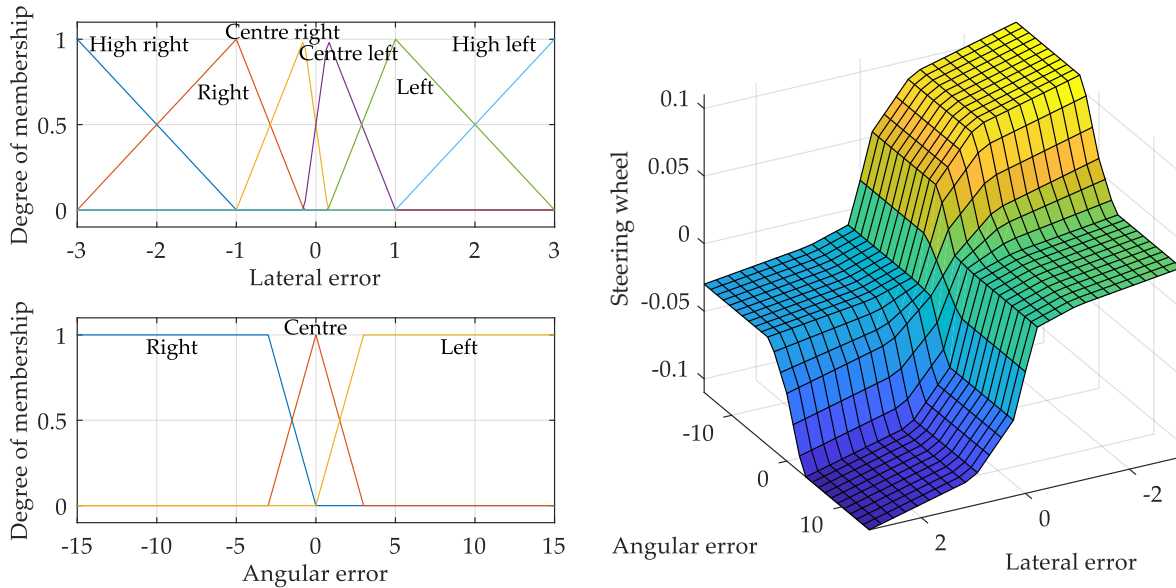 Degree of membership
1
0.5
0
High right
Centre right
Centre left
High left
Right
Left
-3 -2 -1 0 1 2 3
Lateral error
Degree of membership
1
0.5
0
Centre
Right
Left
-15 -10 -5 0 5 10 15
Angular error
Steering wheel
0.1
0.05
0
-0.05
-0.1
-10
0
10
Angular error
2
0
-2
Lateral error